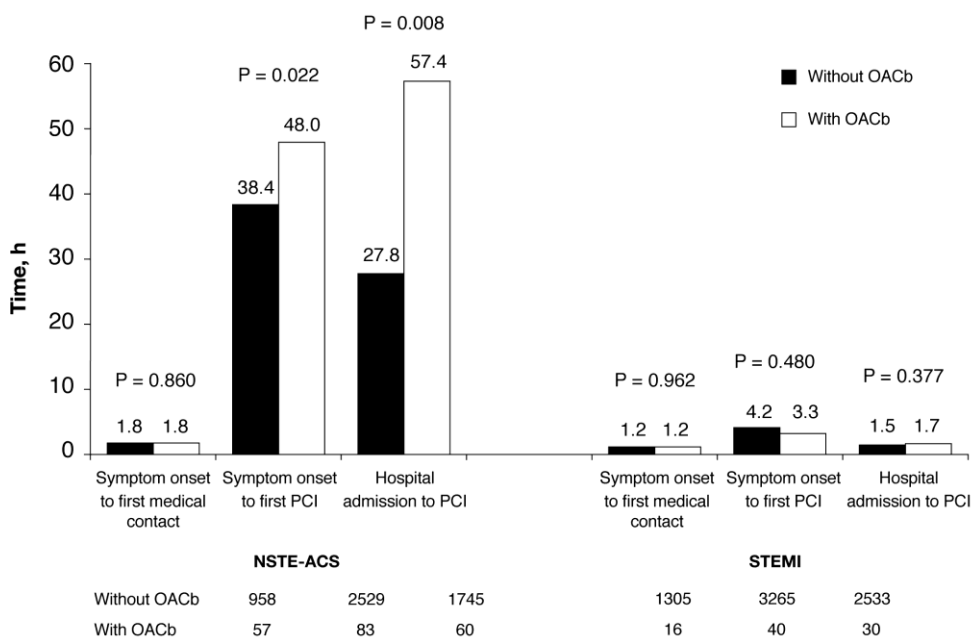 P = 0.008
60
57.4
P = 0.022
Without OACb
50
48.0
With OACb
40
38.4
Time, h
30
27.8
20
P = 0.480
10
P = 0.860
P = 0.962
P = 0.377
1.8 1.8
1.2 1.2
4.2 3.3
1.5 1.7
0
Symptom onset
to first medical
contact
Symptom onset
to first PCI
Hospital
admission to PCI
Symptom onset
to first medical
contact
Symptom onset
to first PCI
Hospital
admission to PCI
NSTE-ACS STEMI
Without OACb 958 2529 1745 1305 3265 2533
With OACb 57 83 60 16 40 30